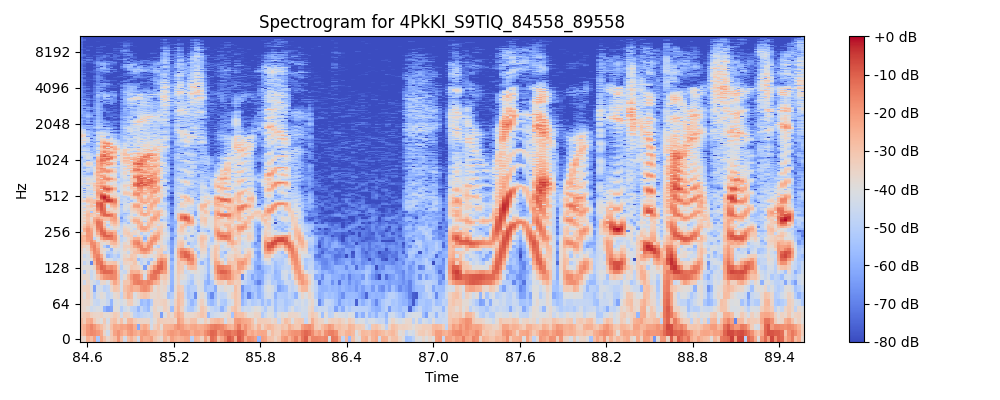 Spectrogram for 4PkKI_S9TIQ_84558_89558
8192
4096
2048
1024
512
256
128
64
0
Hz
84.6 85.2 85.8 86.4 87.0 87.6 88.2 88.8 89.4
Time
+0 dB
-10 dB
-20 dB
-30 dB
-40 dB
-50 dB
-60 dB
-70 dB
-80 dB